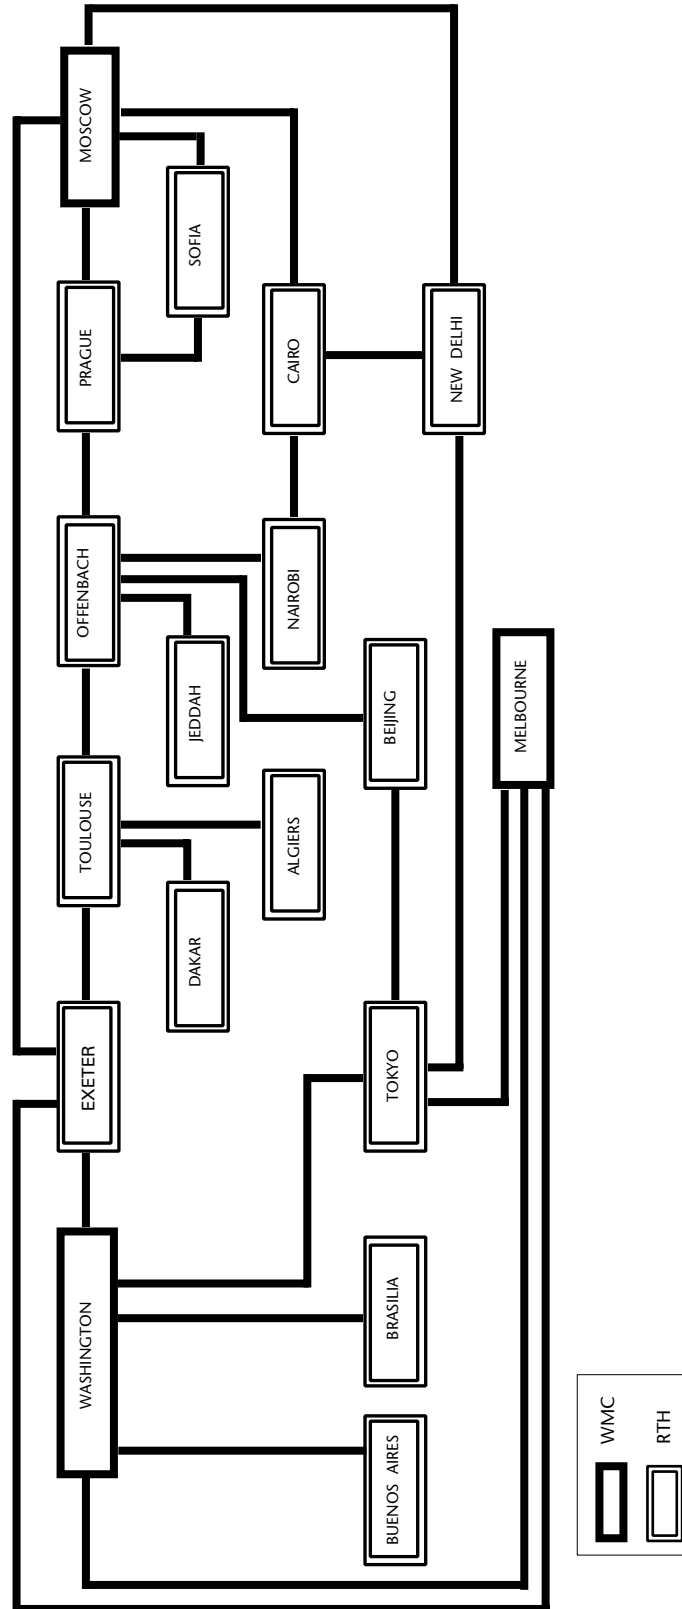 WASHINGTON
EXETER
TOULOUSE
OFFENBACH
PRAGUE
MOSCOW
DAKAR
JEDDAH
SOFIA
ALGIERS
NAIROBI
CAIRO
BUENOS AIRES
BRASILIA
TOKYO
BEIJING
NEW DELHI
MELBOURNE
WMC
RTH